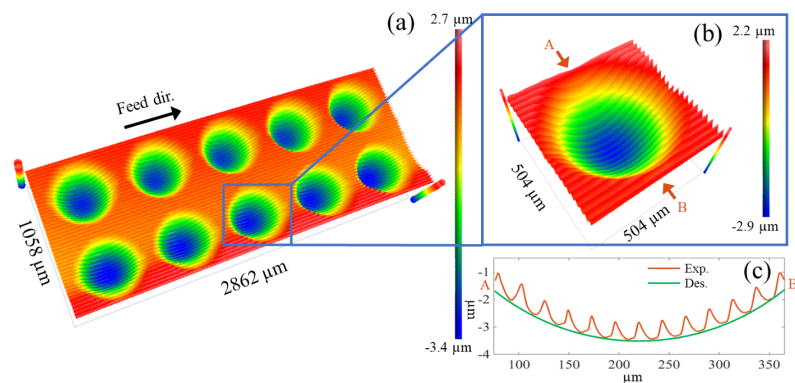 (a)
2.7 µm
Feed dir.
1058 µm
2862 µm
-3.4 µm
(b)
2.2 µm
A
504 µm
504 µm
B
-2.9 µm
(c)
Exp.
Des.
A
B
-1
-2
-3
-4
µm
100
150
200
250
300
350
µm